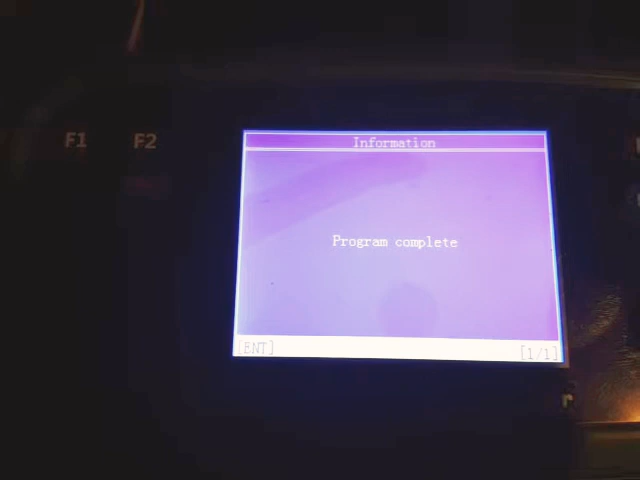 F1 F2
Information
Program complete
[ENT] [1/1]